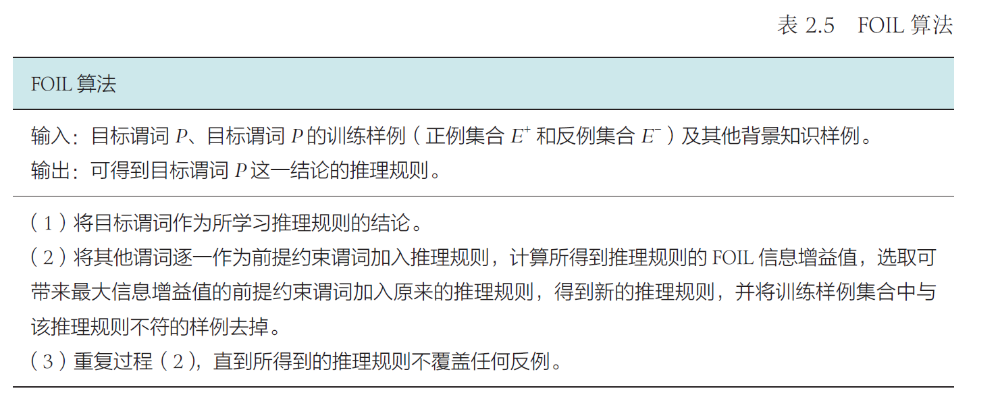 表 2.5 FOIL 算法
FOIL 算法
输入：目标谓词 P、目标谓词 P 的训练样例（正例集合 E⁺ 和反例集合 E⁻）及其他背景知识样例。
输出：可得到目标谓词 P 这一结论的推理规则。
（1）将目标谓词作为所学习推理规则的结论。
（2）将其他谓词逐一作为前提约束谓词加入推理规则，计算所得到推理规则的 FOIL 信息增益值，选取可
带来最大信息增益值的前提约束谓词加入原来的推理规则，得到新的推理规则，并将训练样例集合中与
该推理规则不符的样例去掉。
（3）重复过程（2），直到所得到的推理规则不覆盖任何反例。